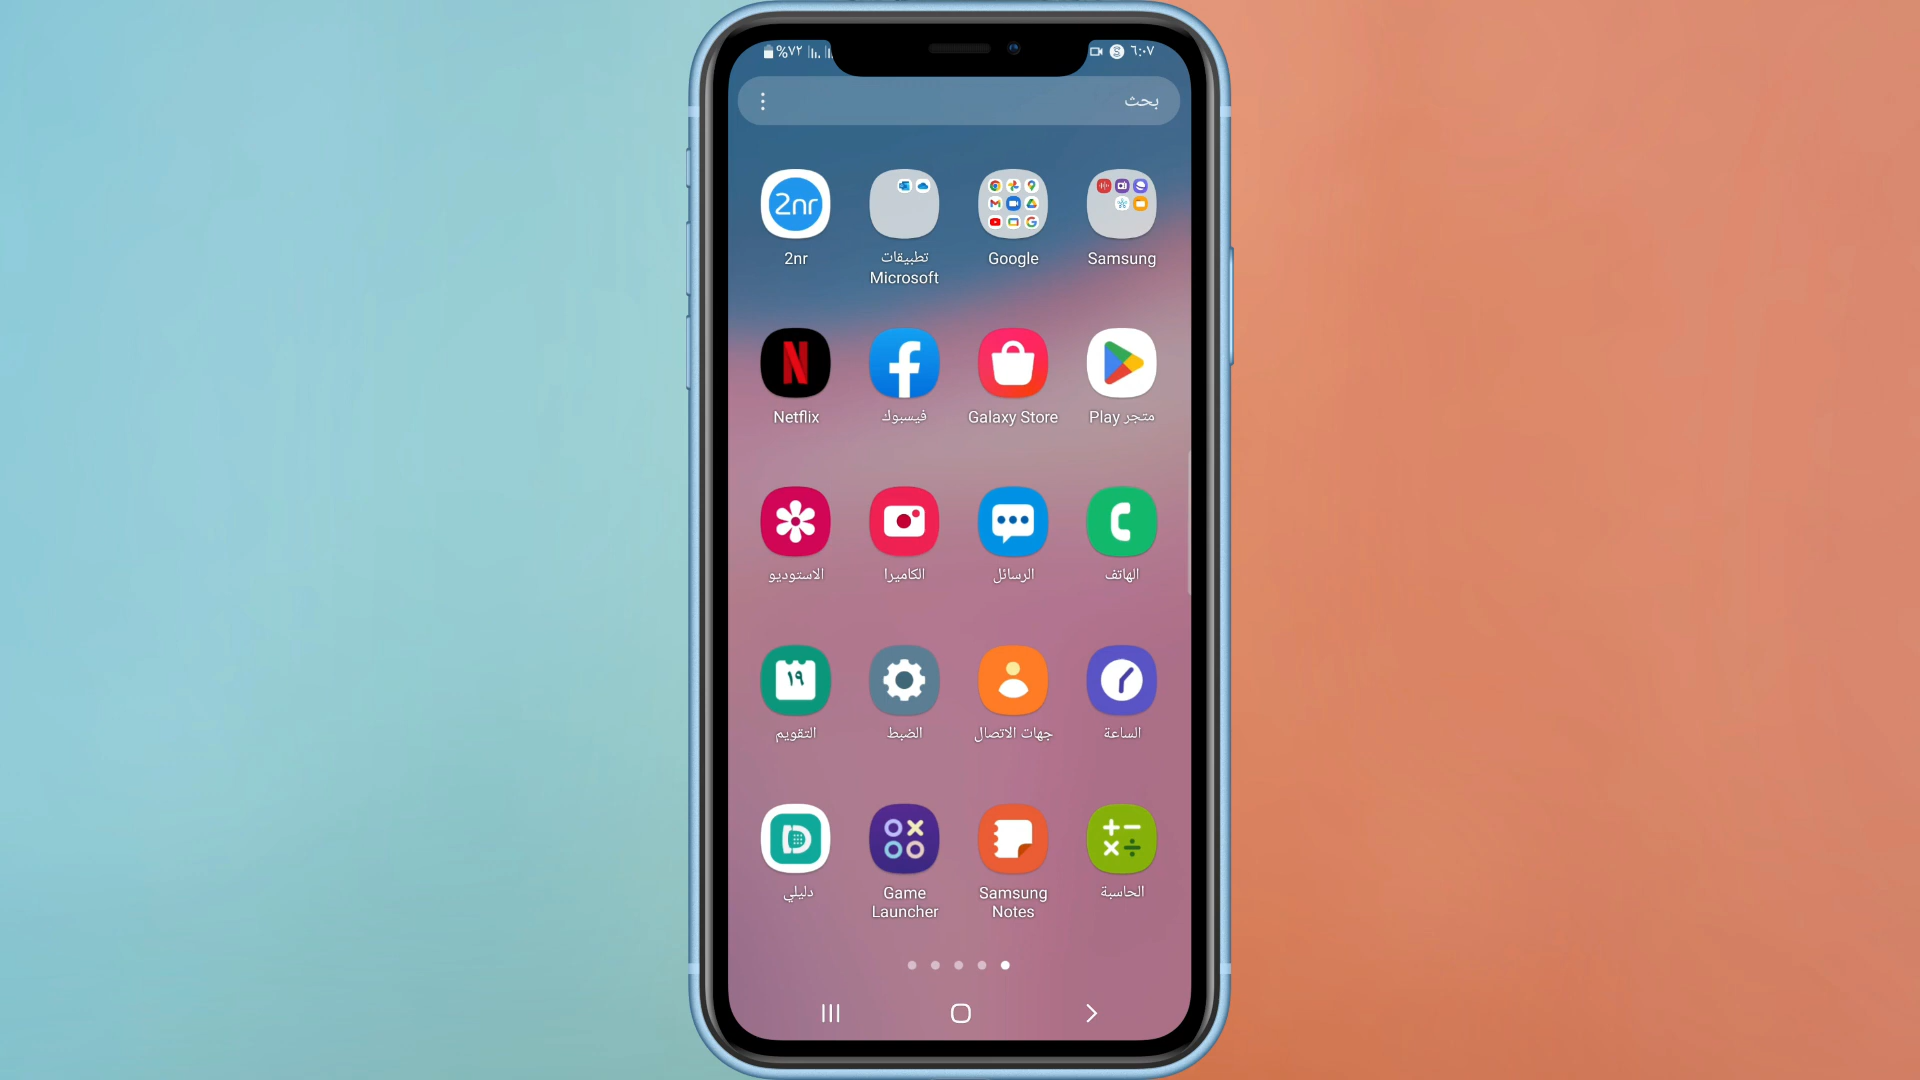 ٦:٠٧
%٧٢
بحث
Samsung
Google
تطبيقات
Microsoft
2nr
2nr
متجر Play
Galaxy Store
فيسبوك
Netflix
الهاتف
الرسائل
الكاميرا
الاستوديو
١٩
الساعة
جهات الاتصال
الضبط
التقويم
الحاسبة
Samsung
Notes
Game
Launcher
دليلي